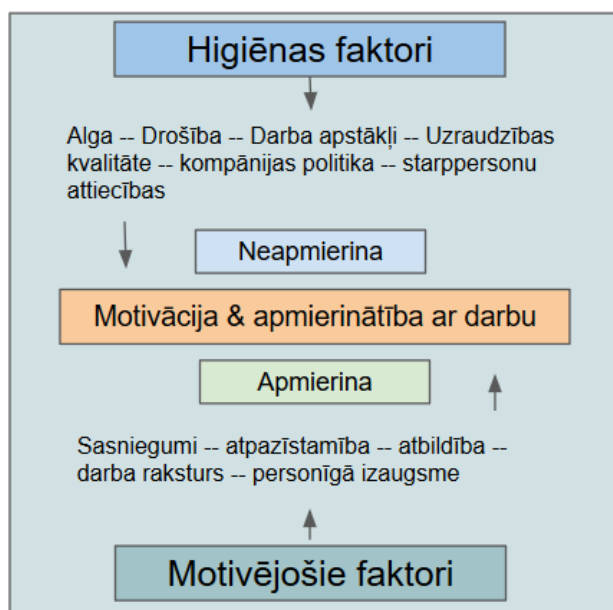 Higiēnas faktori
Alga -- Drošība -- Darba apstākļi -- Uzraudzības
kvalitāte -- kompānijas politika -- starppersonu
attiecības
Neapmierina
Motivācija & apmierinātība ar darbu
Apmierina
Sasniegumi -- atpazīstamība -- atbildība --
darba raksturs -- personīgā izaugsme
Motivējošie faktori